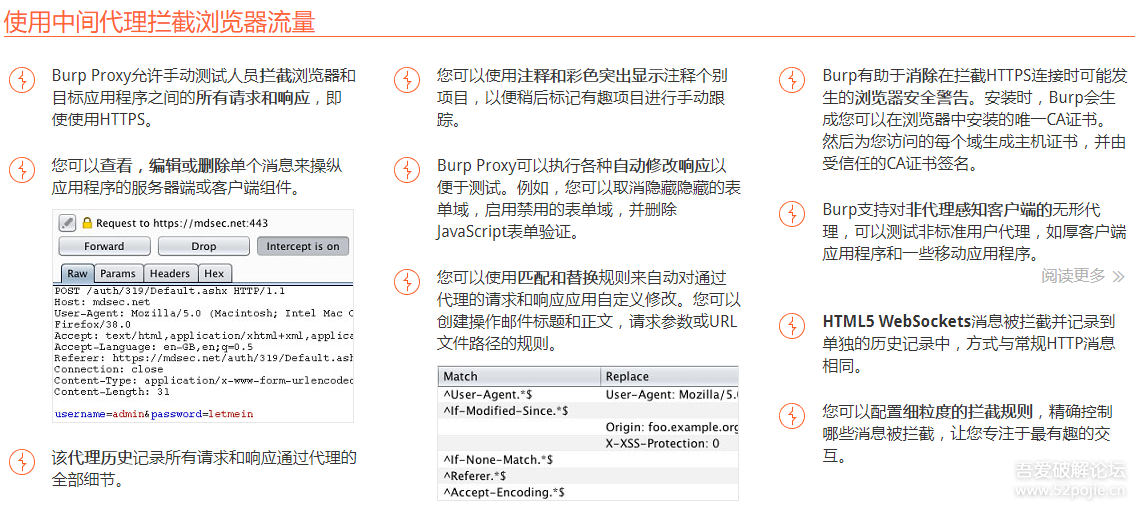 使用中间代理拦截浏览器流量
Burp Proxy允许手动测试人员拦截浏览器和
目标应用程序之间的所有请求和响应，即
使使用HTTPS。
您可以查看，编辑或删除单个消息来操纵
应用程序的服务器端或客户端组件。
Request to https://mdsec.net:443
Forward Drop Intercept is on
Raw Params Headers Hex
POST /auth/319/Default.ashx HTTP/1.1
Host: mdsec.net
User-Agent: Mozilla/5.0 (Macintosh; Intel Mac O
Firefox/38.0
Accept: text/html,application/xhtml+xml,applica
Accept-Language: en-GB,en;q=0.5
Referer: https://mdsec.net/auth/319/Default.ash
Connection: close
Content-Type: application/x-www-form-urlencoded
Content-Length: 31
username=admin&password=letmein
该代理历史记录所有请求和响应通过代理的
全部细节。
您可以使用注释和彩色突出显示注释个别
项目，以便稍后标记有趣项目进行手动跟
踪。
Burp Proxy可以执行各种自动修改响应以
便于测试。例如，您可以取消隐藏隐藏的表
单域，启用禁用的表单域，并删除
JavaScript表单验证。
您可以使用匹配和替换规则来自动对通过
代理的请求和响应应用自定义修改。您可以
创建操作邮件标题和正文，请求参数或URL
文件路径的规则。
Match Replace
^User-Agent.*$ User-Agent: Mozilla/5.0
^If-Modified-Since.*$
Origin: foo.example.org
X-XSS-Protection: 0
^If-None-Match.*$
^Referer.*$
^Accept-Encoding.*$
Burp有助于消除在拦截HTTPS连接时可能发
生的浏览器安全警告。安装时，Burp会生
成您可以在浏览器中安装的唯一CA证书。
然后为您访问的每个域生成主机证书，并由
受信任的CA证书签名。
Burp支持对非代理感知客户端的无形代
理，可以测试非标准用户代理，如厚客户端
应用程序和一些移动应用程序。
阅读更多 »
HTML5 WebSockets消息被拦截并记录到
单独的历史记录中，方式与常规HTTP消息
相同。
您可以配置细粒度的拦截规则，精确控制
哪些消息被拦截，让您专注于最有趣的交
互。
吾爱破解论坛
www.52pojie.cn